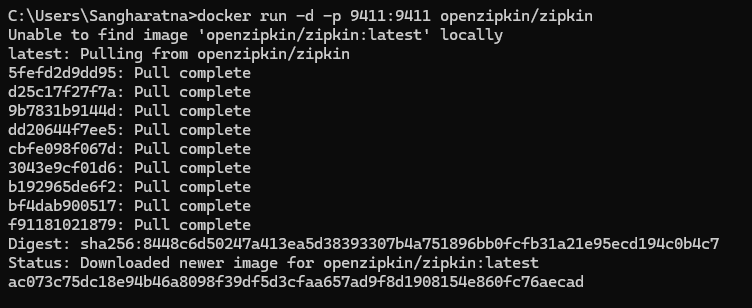 C:\Users\Sangharatna>docker run -d -p 9411:9411 openzipkin/zipkin
Unable to find image 'openzipkin/zipkin:latest' locally
latest: Pulling from openzipkin/zipkin
5fefd2d9dd95: Pull complete
d25c17f27f7a: Pull complete
9b7831b9144d: Pull complete
dd20644f7ee5: Pull complete
cbfe098f067d: Pull complete
3043e9cf01d6: Pull complete
b192965de6f2: Pull complete
bf4dab900517: Pull complete
f91181021879: Pull complete
Digest: sha256:8448c6d50247a413ea5d38393307b4a751896bb0fcfb31a21e95ecd194c0b4c7
Status: Downloaded newer image for openzipkin/zipkin:latest
ac073c75dc18e94b46a8098f39df5d3cfaa657ad9f8d1908154e860fc76aecad